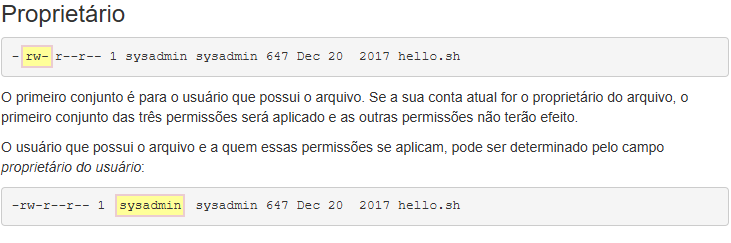 Proprietário
-rw-r--r-- 1 sysadmin sysadmin 647 Dec 20  2017 hello.sh
O primeiro conjunto é para o usuário que possui o arquivo. Se a sua conta atual for o proprietário do arquivo, o
primeiro conjunto das três permissões será aplicado e as outras permissões não terão efeito.
O usuário que possui o arquivo e a quem essas permissões se aplicam, pode ser determinado pelo campo
proprietário do usuário:
-rw-r--r-- 1 sysadmin sysadmin 647 Dec 20  2017 hello.sh